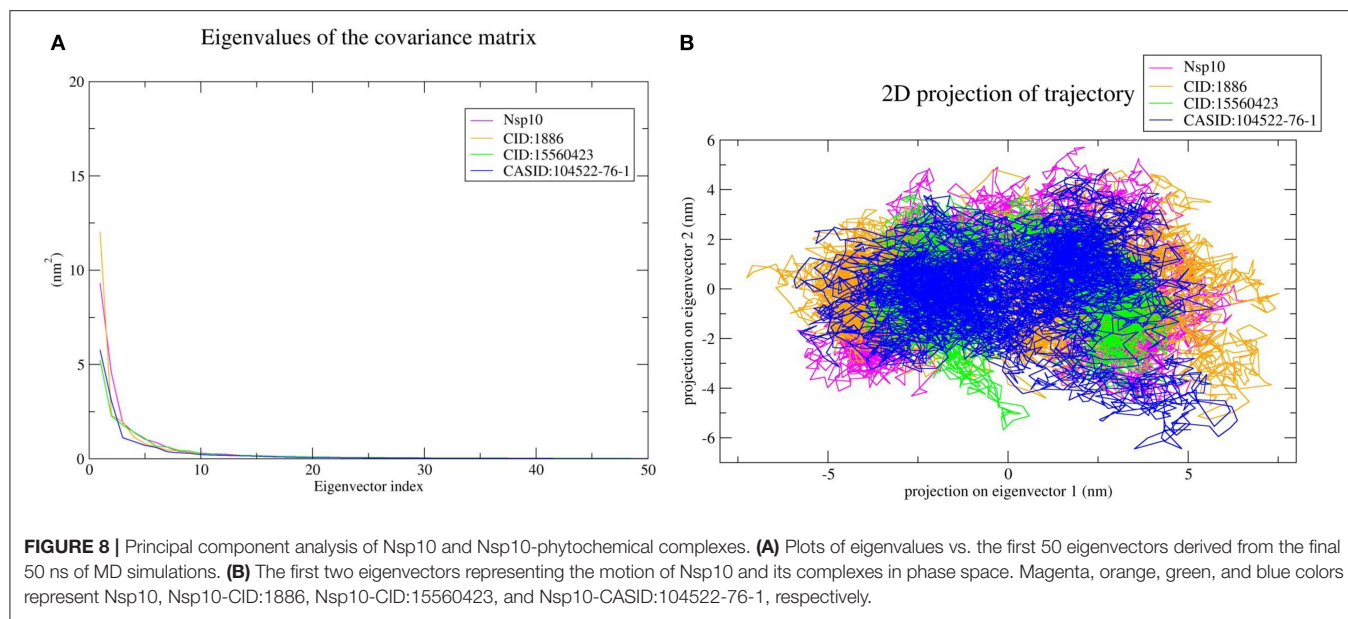 A
Eigenvalues of the covariance matrix
20
15
10
5
0
(nm²)
Nsp10
CID:1886
CID:15560423
CASID:104522-76-1
0 10 20 30 40 50
Eigenvector index
B
2D projection of trajectory
Nsp10
CID:1886
CID:15560423
CASID:104522-76-1
6
4
2
0
-2
-4
-6
projection on eigenvector 2 (nm)
-5 0 5
projection on eigenvector 1 (nm)
FIGURE 8 | Principal component analysis of Nsp10 and Nsp10-phytochemical complexes. (A) Plots of eigenvalues vs. the first 50 eigenvectors derived from the final
50 ns of MD simulations. (B) The first two eigenvectors representing the motion of Nsp10 and its complexes in phase space. Magenta, orange, green, and blue colors
represent Nsp10, Nsp10-CID:1886, Nsp10-CID:15560423, and Nsp10-CASID:104522-76-1, respectively.